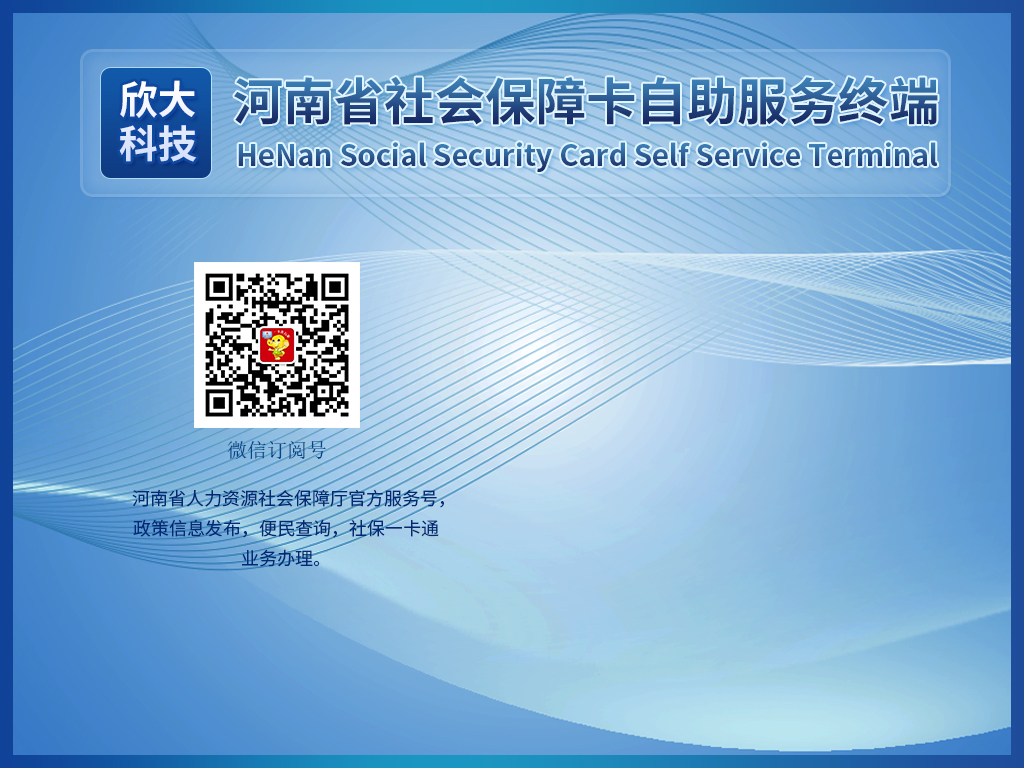 欣大
科技
河南省社会保障卡自助服务终端
HeNan Social Security Card Self Service Terminal
微信订阅号
河南省人力资源社会保障厅官方服务号，
政策信息发布，便民查询，社保一卡通
业务办理。